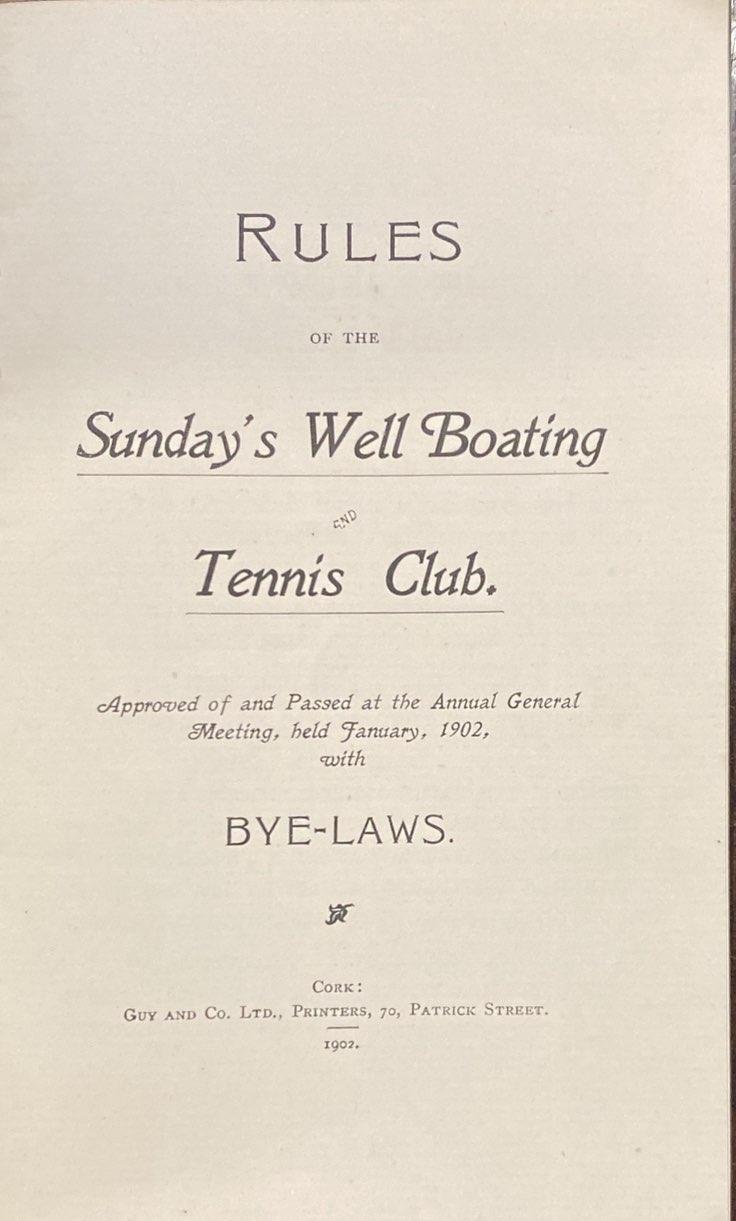 RULES
OF THE
Sunday's Well Boating
AND
Tennis Club.
Approved of and Passed at the Annual General
Meeting, held January, 1902,
with
BYE-LAWS.
CORK:
GUY AND CO. LTD., PRINTERS, 70, PATRICK STREET.
1902.